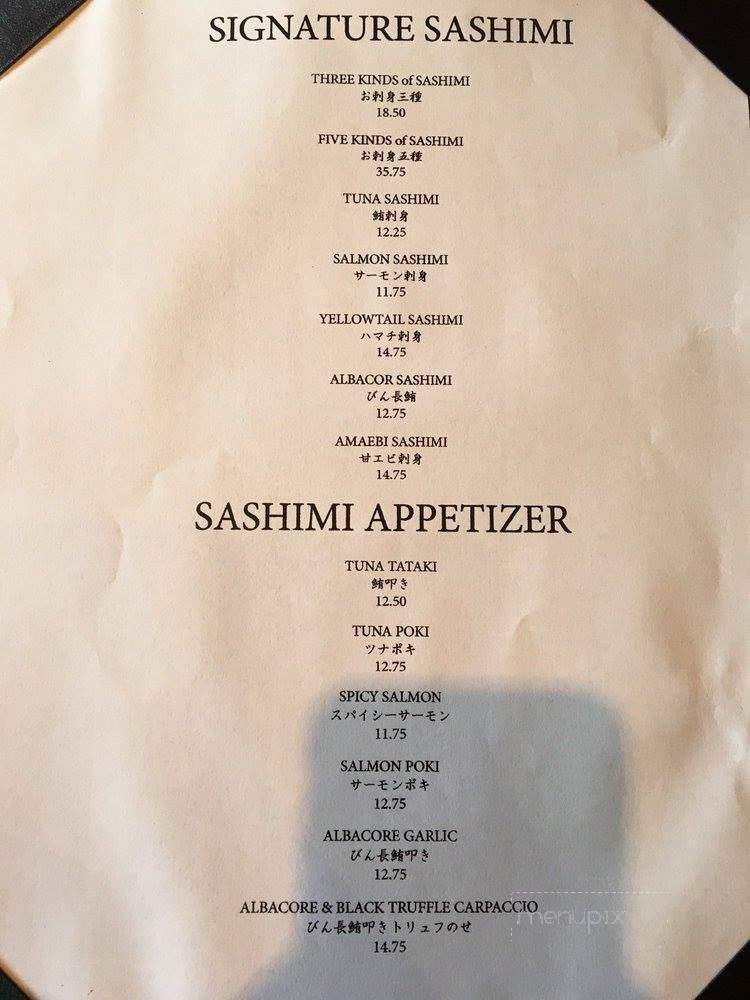 SIGNATURE SASHIMI
THREE KINDS of SASHIMI
お刺身三種
18.50
FIVE KINDS of SASHIMI
お刺身五種
35.75
TUNA SASHIMI
鮪刺身
12.25
SALMON SASHIMI
サーモン刺身
11.75
YELLOWTAIL SASHIMI
ハマチ刺身
14.75
ALBACOR SASHIMI
びん長鮪
12.75
AMAEBI SASHIMI
甘エビ刺身
14.75
SASHIMI APPETIZER
TUNA TATAKI
鮪叩き
12.50
TUNA POKI
ツナポキ
12.75
SPICY SALMON
スパイシーサーモン
11.75
SALMON POKI
サーモンポキ
12.75
ALBACORE GARLIC
びん長鮪叩き
12.75
ALBACORE & BLACK TRUFFLE CARPACCIO
びん長鮪叩きトリュフのせ
14.75
menupix